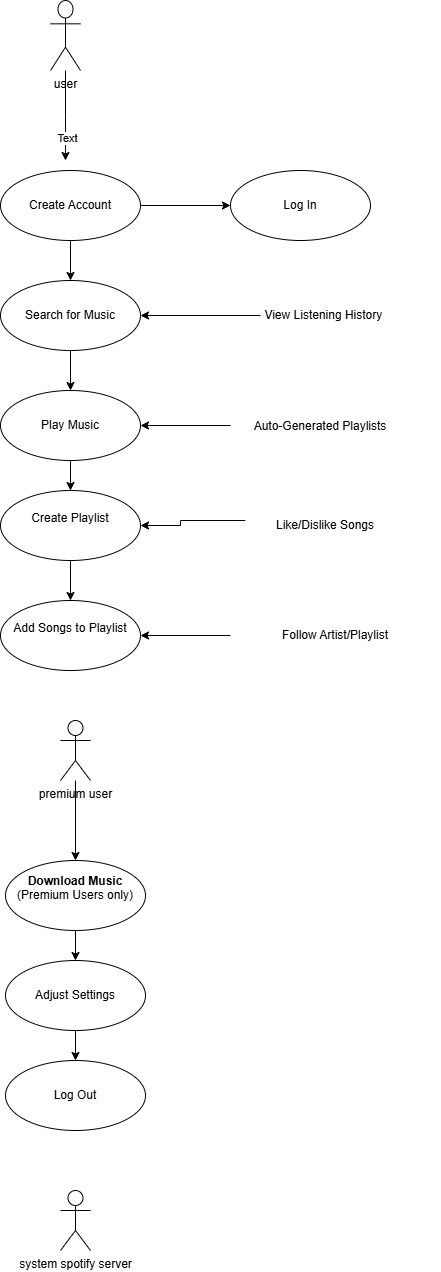 user
Text
Create Account
Log In
Search for Music
View Listening History
Play Music
Auto-Generated Playlists
Create Playlist
Like/Dislike Songs
Add Songs to Playlist
Follow Artist/Playlist
premium user
Download Music
(Premium Users only)
Adjust Settings
Log Out
system spotify server